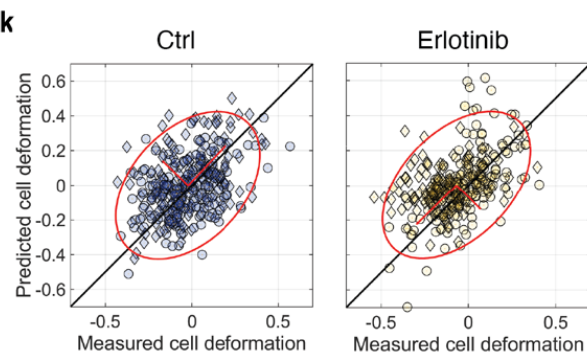 k
Ctrl
Erlotinib
Predicted cell deformation
0.6
0.4
0.2
0
-0.2
-0.4
-0.6
-0.5 0 0.5
-0.5 0 0.5
Measured cell deformation
Measured cell deformation